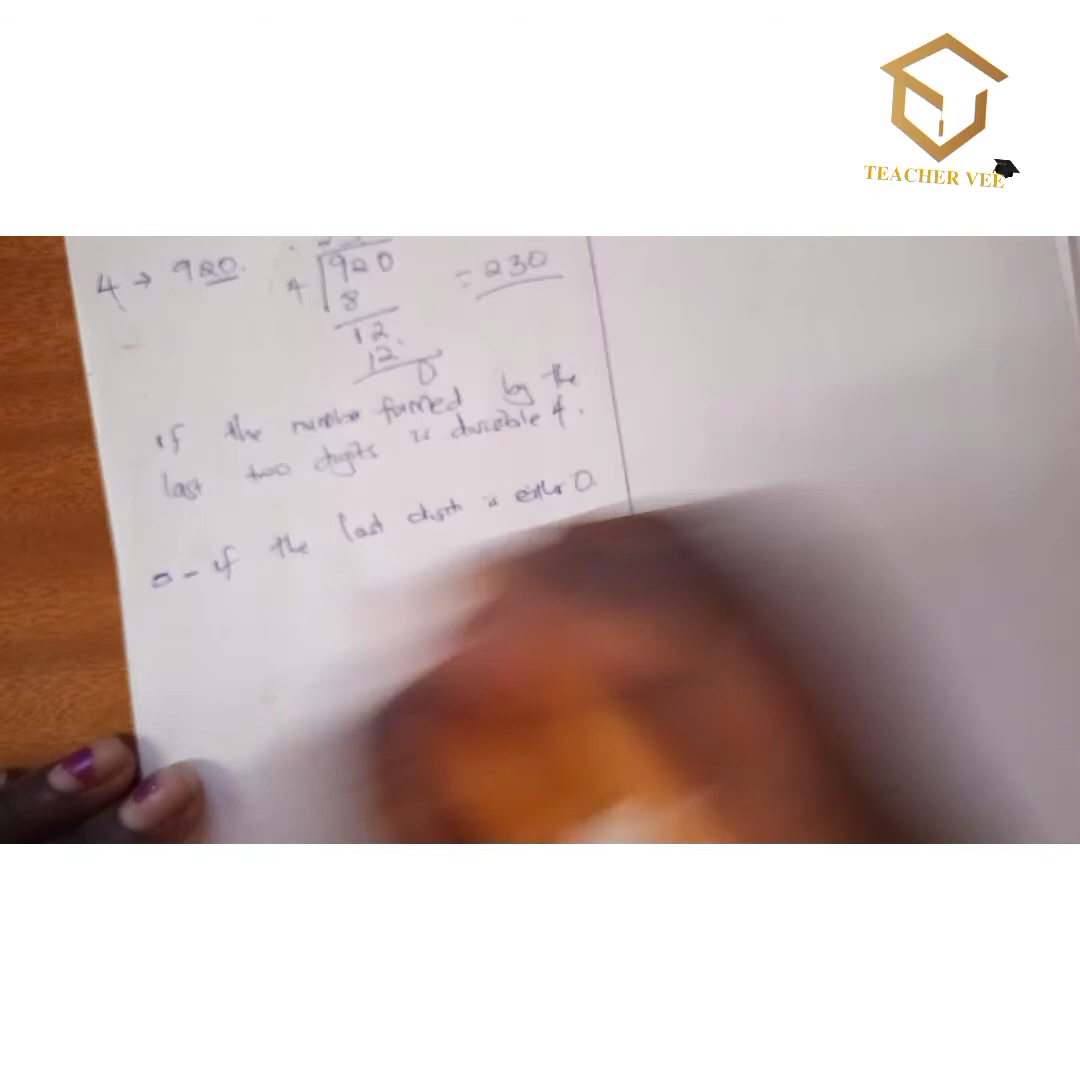 TEACHER VEE
4 → 920.
4 920 = 230
8
12.
12
0
if the number formed by the
last two digits is divisible 4.
if the last digit is either 0